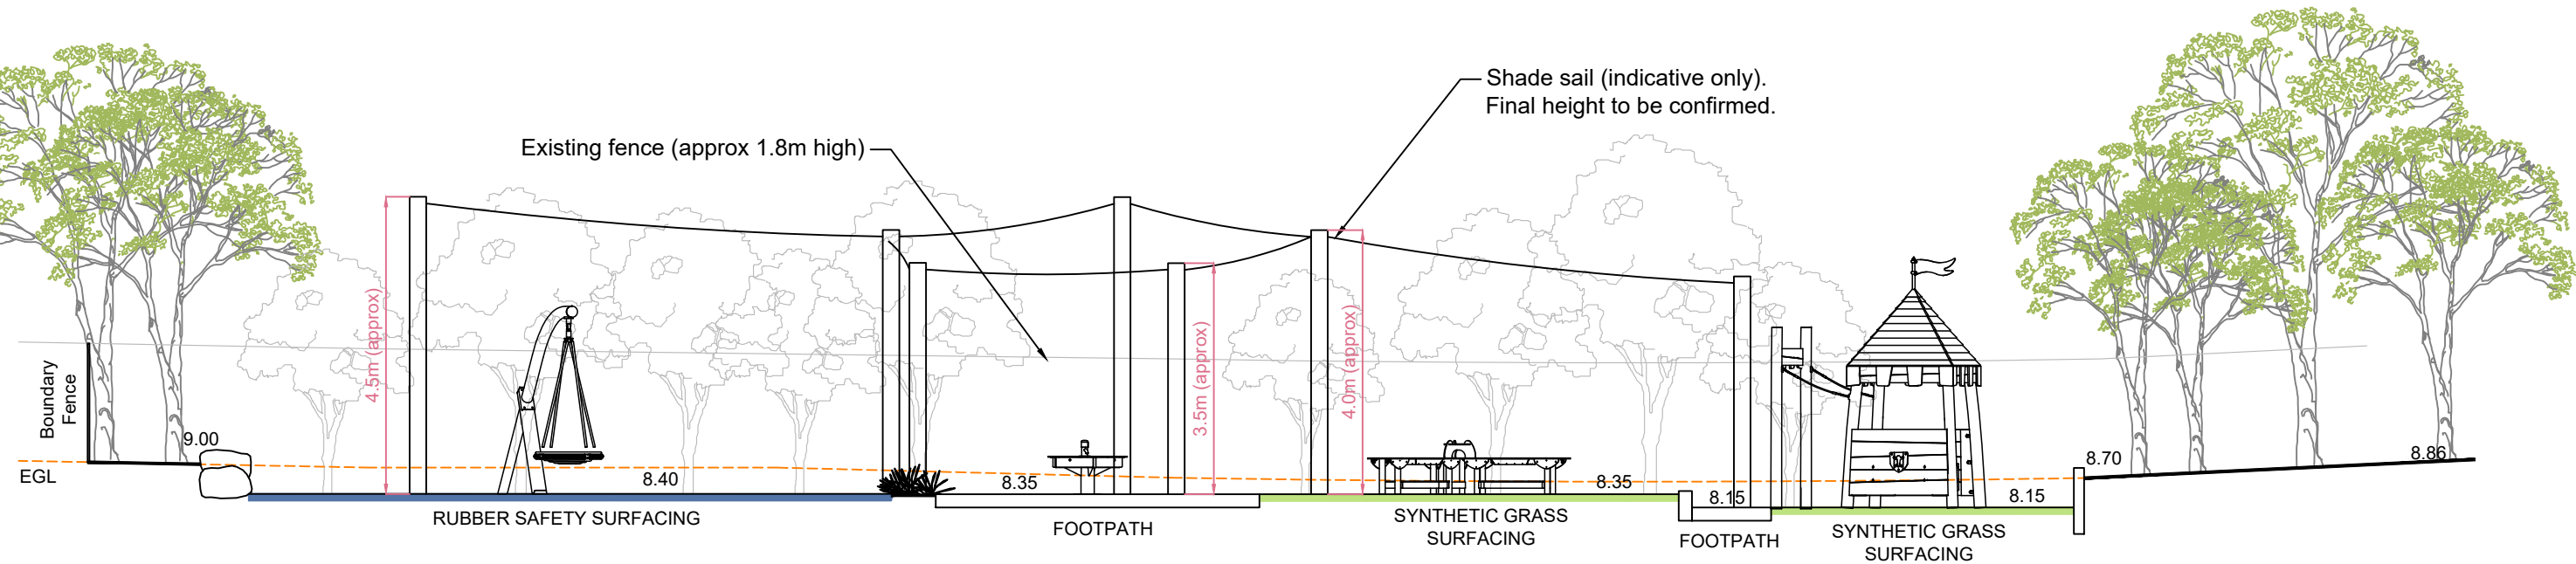 Shade sail (indicative only).
Final height to be confirmed.
Existing fence (approx 1.8m high)
4.5m (approx)
3.5m (approx)
4.0m (approx)
Boundary
Fence
9.00
EGL
8.40
8.35
8.35
8.15
8.15
8.70
8.86
RUBBER SAFETY SURFACING
FOOTPATH
SYNTHETIC GRASS
SURFACING
FOOTPATH
SYNTHETIC GRASS
SURFACING